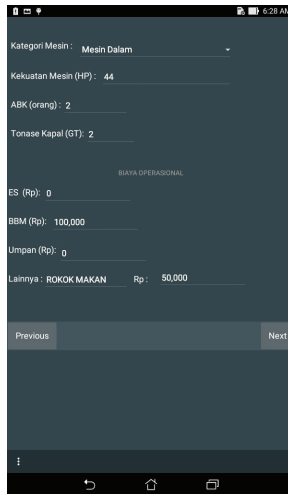 6:28 AM
Kategori Mesin : Mesin Dalam
Kekuatan Mesin (HP) : 44
ABK (orang) : 2
Tonase Kapal (GT): 2
BIAYA OPERASIONAL
ES (Rp): 0
BBM (Rp): 100,000
Umpan (Rp): 0
Lainnya : ROKOK MAKAN Rp : 50,000
Previous Next